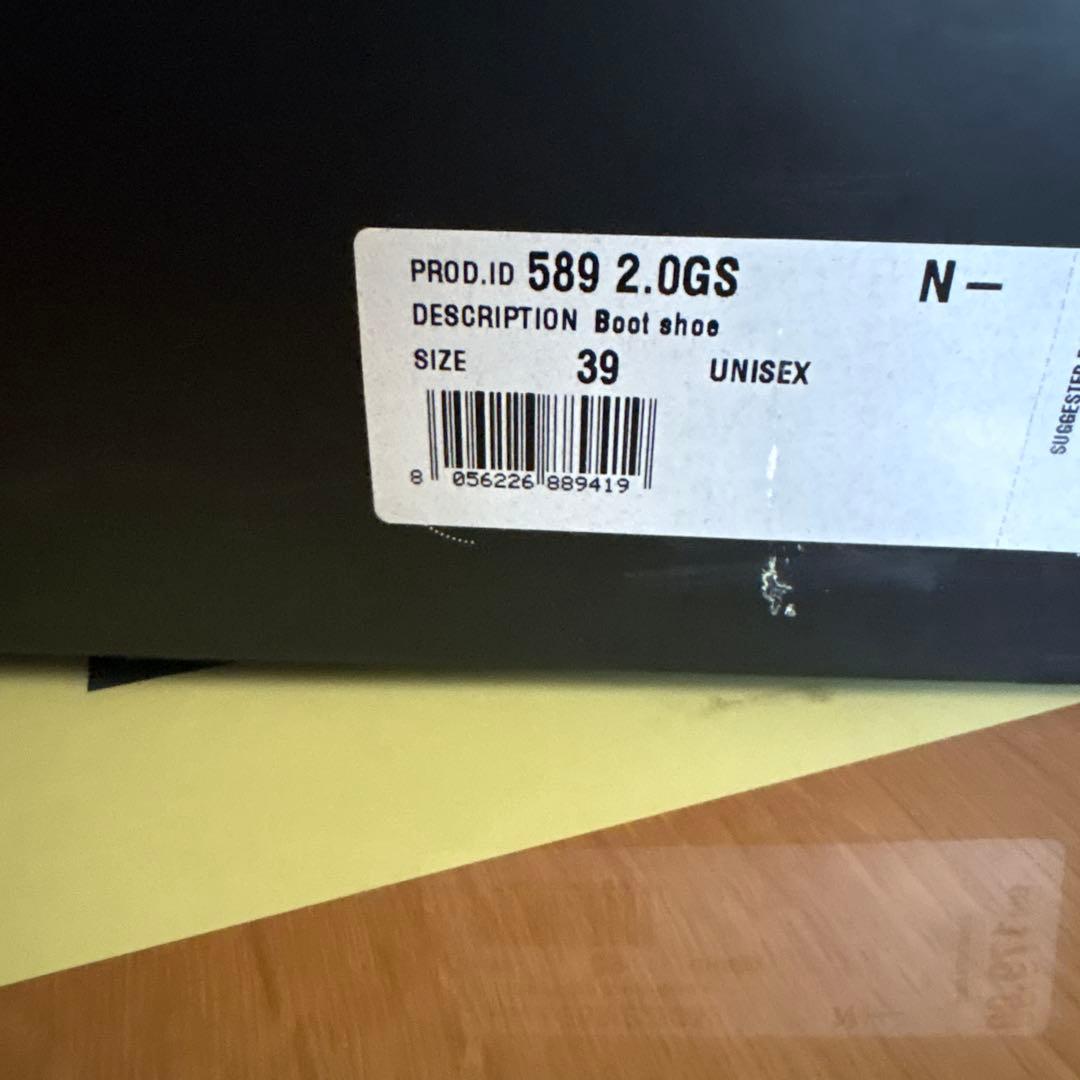 PROD.ID 589 2.0GS N–
DESCRIPTION Boot shoe
SIZE 39 UNISEX
8 056226 889419
SUGGESTED